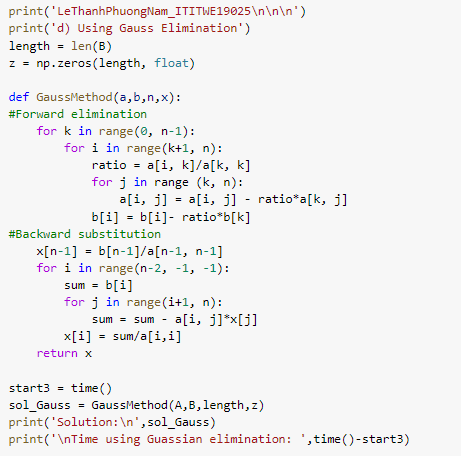 print('LeThanhPhuongNam_ITITWE19025\n\n\n')
print('d) Using Gauss Elimination')
length = len(B)
z = np.zeros(length, float)

def GaussMethod(a,b,n,x):
#Forward elimination
    for k in range(0, n-1):
        for i in range(k+1, n):
            ratio = a[i, k]/a[k, k]
            for j in range (k, n):
                a[i, j] = a[i, j] - ratio*a[k, j]
            b[i] = b[i]- ratio*b[k]
#Backward substitution
    x[n-1] = b[n-1]/a[n-1, n-1]
    for i in range(n-2, -1, -1):
        sum = b[i]
        for j in range(i+1, n):
            sum = sum - a[i, j]*x[j]
        x[i] = sum/a[i,i]
    return x

start3 = time()
sol_Gauss = GaussMethod(A,B,length,z)
print('Solution:\n',sol_Gauss)
print('\nTime using Guassian elimination: ',time()-start3)